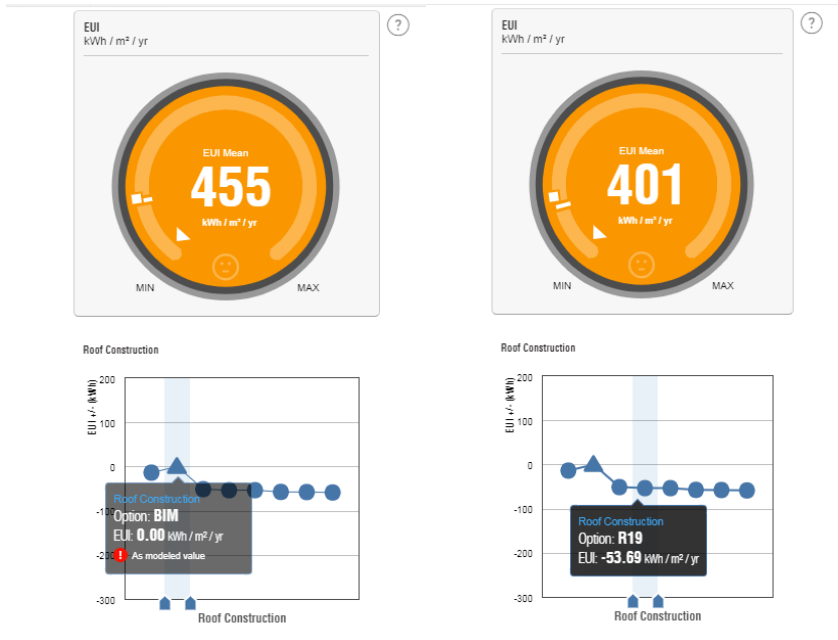 EUI
kWh / m² / yr
?
EUI Mean
455
kWh / m² / yr
MIN
MAX
Roof Construction
EUI +/- (kWh)
200
100
0
-100
-200
-300
Roof Construction
Option: BIM
EUI: 0.00 kWh / m² / yr
! As modeled value
Roof Construction
EUI
kWh / m² / yr
?
EUI Mean
401
kWh / m² / yr
MIN
MAX
Roof Construction
EUI +/- (kWh)
200
100
0
-100
-200
-300
Roof Construction
Option: R19
EUI: -53.69 kWh / m² / yr
Roof Construction